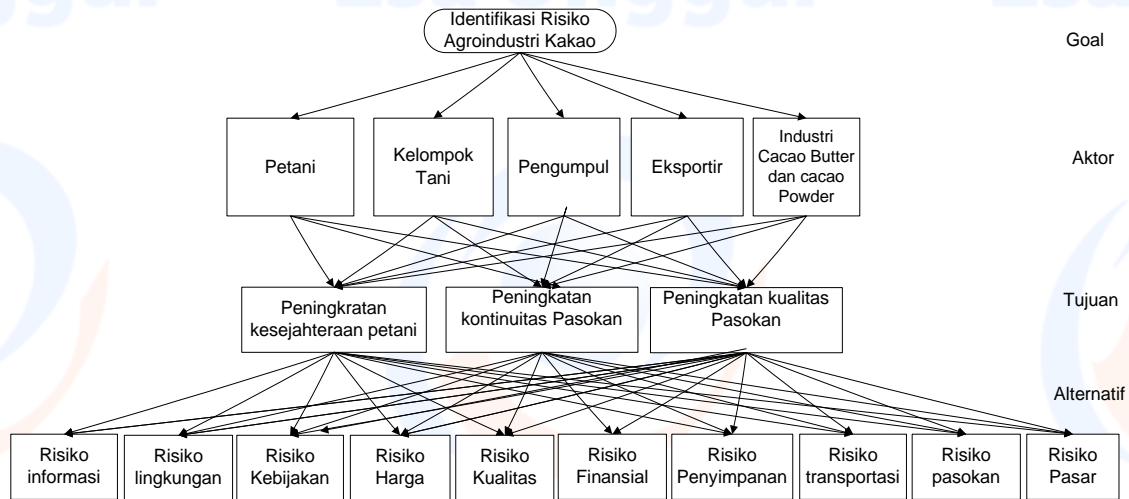 Identifikasi Risiko
Agroindustri Kakao
Goal
Petani
Kelompok
Tani
Pengumpul
Eksportir
Industri
Cacao Butter
dan cacao
Powder
Aktor
Peningkratan
kesejahteraan petani
Peningkatan
kontinuitas Pasokan
Peningkatan kualitas
Pasokan
Tujuan
Alternatif
Risiko
informasi
Risiko
lingkungan
Risiko
Kebijakan
Risiko
Harga
Risiko
Kualitas
Risiko
Finansial
Risiko
Penyimpanan
Risiko
transportasi
Risiko
pasokan
Risiko
Pasar